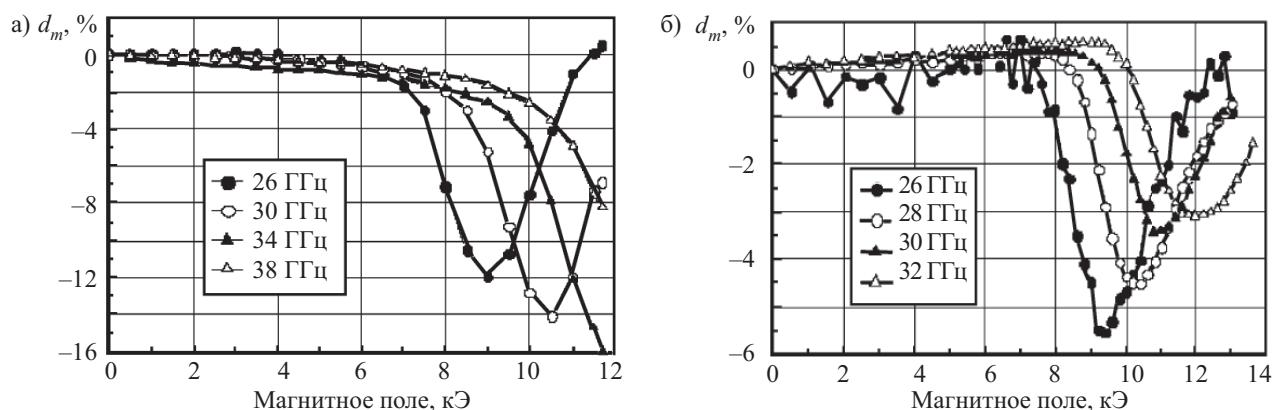 а) dₘ, %
0
–4
–8
–12
–16
26 ГГц
30 ГГц
34 ГГц
38 ГГц
0 2 4 6 8 10 12
Магнитное поле, кЭ
б) dₘ, %
0
–2
–4
–6
26 ГГц
28 ГГц
30 ГГц
32 ГГц
0 2 4 6 8 10 12 14
Магнитное поле, кЭ